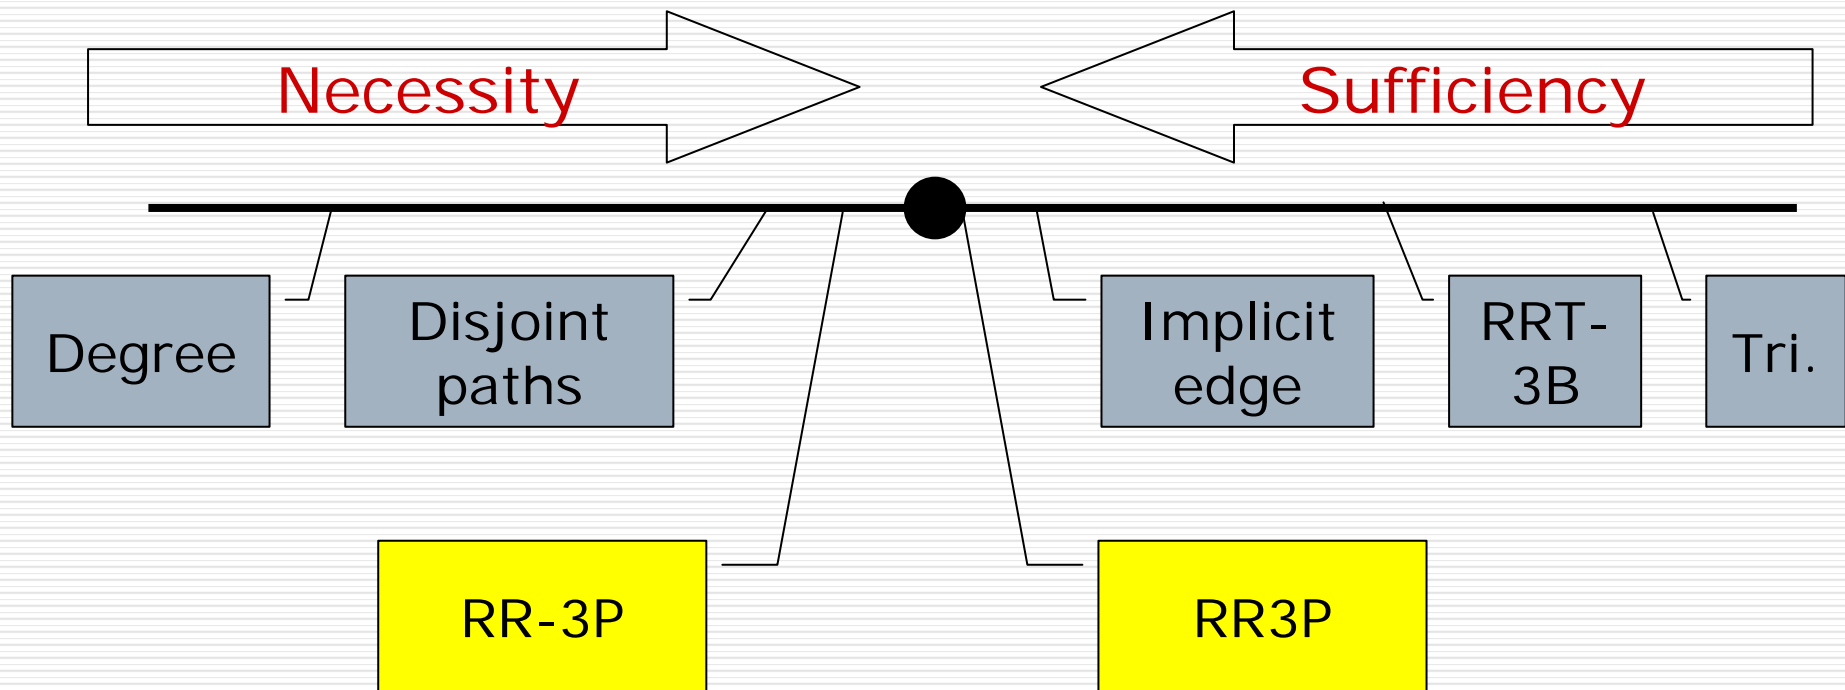 Necessity
Sufficiency
Degree
Disjoint
paths
Implicit
edge
RRT-
3B
Tri.
RR-3P
RR3P